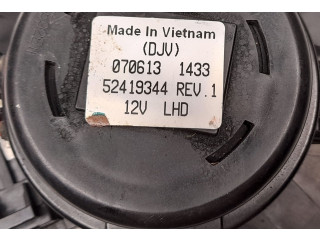 Made In Vietnam
(DJV)
070613 1433
52419344 REV.1
12V LHD